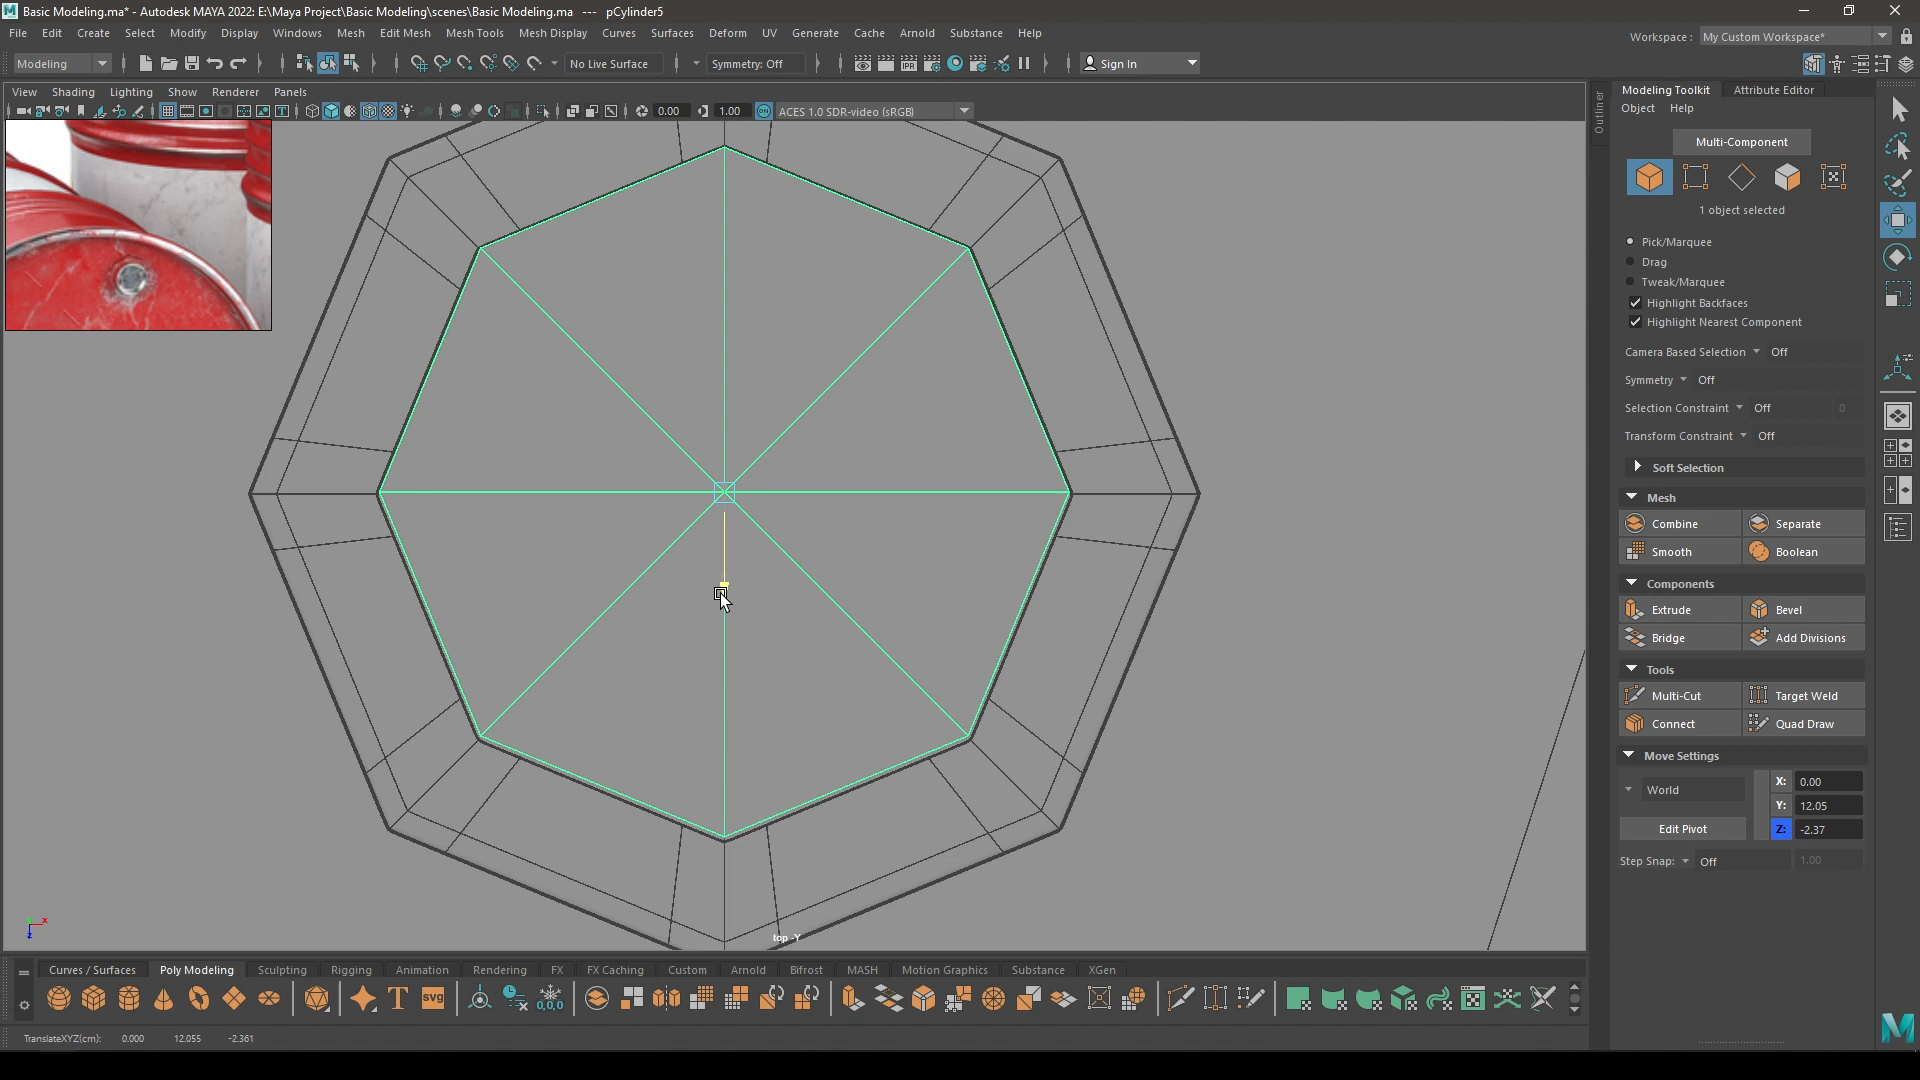 Basic Modeling.ma* - Autodesk MAYA 2022: E:\Maya Project\Basic Modeling\scenes\Basic Modeling.ma --- pCylinder5
File Edit Create Select Modify Display Windows Mesh Edit Mesh Mesh Tools Mesh Display Curves Surfaces Deform UV Generate Cache Arnold Substance Help
Workspace : My Custom Workspace*
Modeling No Live Surface Symmetry: Off Sign In
View Shading Lighting Show Renderer Panels
0.00 1.00 ACES 1.0 SDR-video (sRGB)
Outliner
Modeling Toolkit Attribute Editor
Object Help
Multi-Component
1 object selected
Pick/Marquee
Drag
Tweak/Marquee
Highlight Backfaces
Highlight Nearest Component
Camera Based Selection Off
Symmetry Off
Selection Constraint Off 0
Transform Constraint Off
Soft Selection
Mesh
Combine Separate
Smooth Boolean
Components
Extrude Bevel
Bridge Add Divisions
Tools
Multi-Cut Target Weld
Connect Quad Draw
Move Settings
World
X: 0.00
Y: 12.05
Z: -2.37
Edit Pivot
Step Snap: Off 1.00
x
z
top -Y
Curves / Surfaces Poly Modeling Sculpting Rigging Animation Rendering FX FX Caching Custom Arnold Bifrost MASH Motion Graphics Substance XGen
T SVG 0,0,0
TranslateXYZ(cm): 0.000 12.055 -2.361